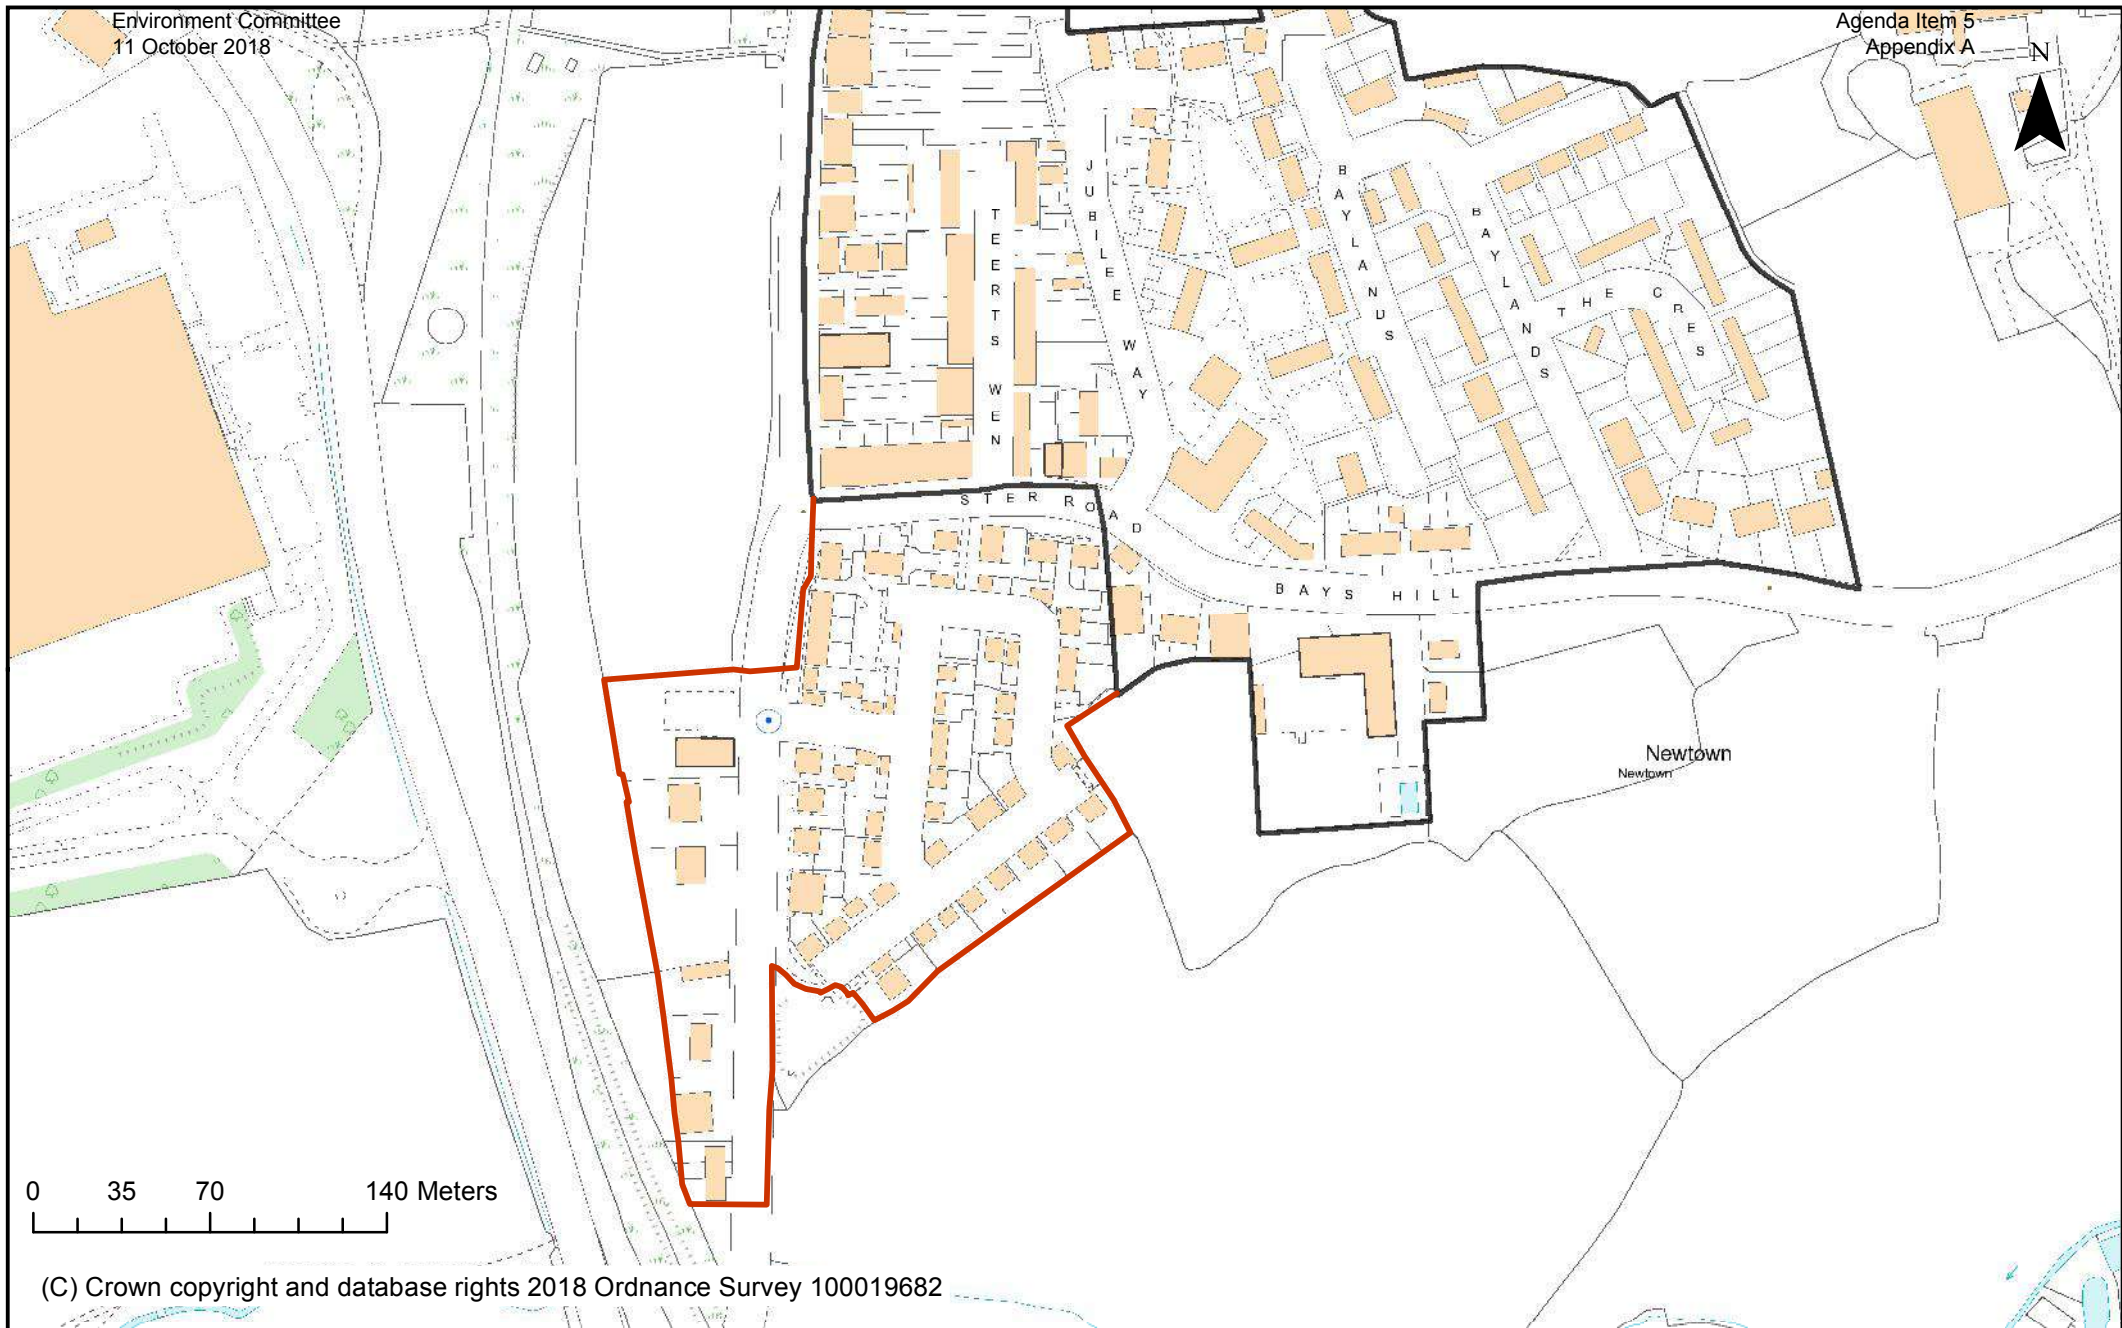 Environment Committee
11 October 2018
Agenda Item 5
Appendix A
N
JUBILEE WAY
TEERTS WEN
BAYLANDS
BAYLANDS
THE CRES
STER ROAD
BAYS HILL
Newtown
Newtown
0 35 70 140 Meters
(C) Crown copyright and database rights 2018 Ordnance Survey 100019682